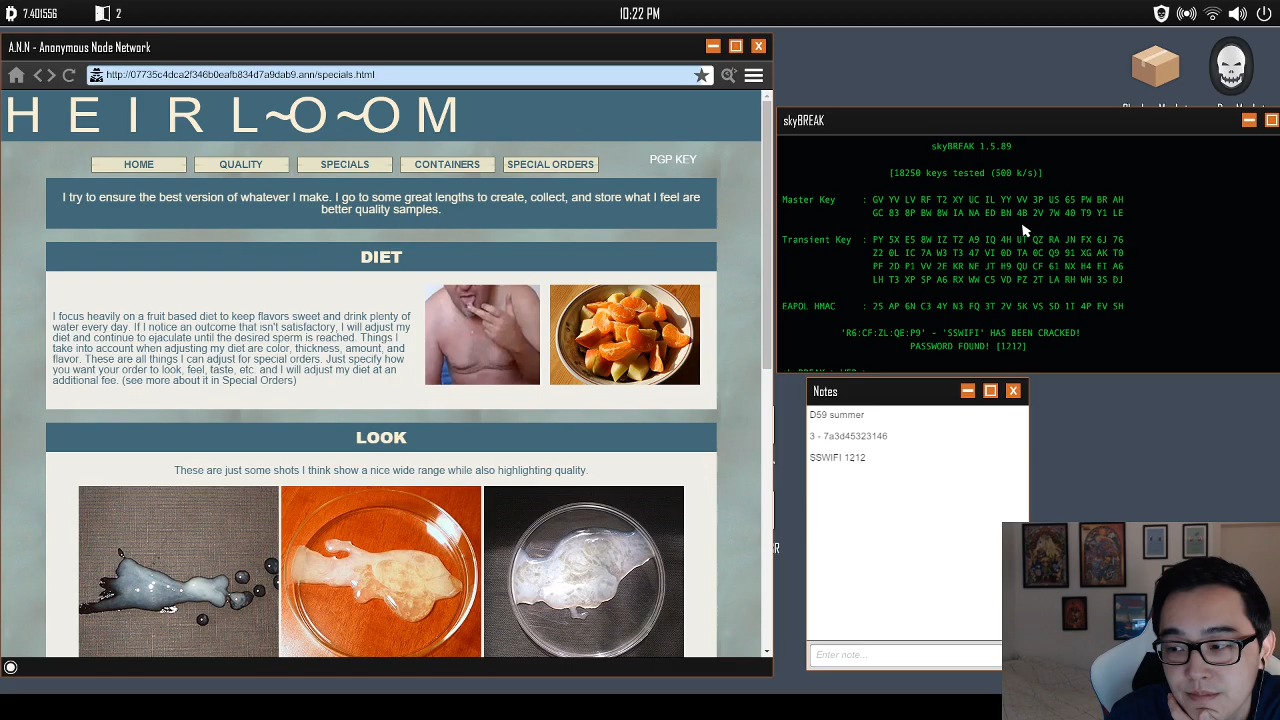 7.401556
2
10:22 PM
A.N.N - Anonymous Node Network
http://07735c4dca2f346b0eafb834d7a9dab9.ann/specials.html
H E I R L~O~O M
HOME
QUALITY
SPECIALS
CONTAINERS
SPECIAL ORDERS
PGP KEY
I try to ensure the best version of whatever I make. I go to some great lengths to create, collect, and store what I feel are
better quality samples.
DIET
I focus heavily on a fruit based diet to keep flavors sweet and drink plenty of
water every day. If I notice an outcome that isn't satisfactory, I will adjust my
diet and continue to ejaculate until the desired sperm is reached. Things I
take into account when adjusting my diet are color, thickness, amount, and
flavor. These are all things I can adjust for special orders. Just specify how
you want your order to look, feel, taste, etc. and I will adjust my diet at an
additional fee. (see more about it in Special Orders)
LOOK
These are just some shots I think show a nice wide range while also highlighting quality.
skyBREAK
skyBREAK 1.5.89
[18250 keys tested (500 k/s)]
Master Key : GV YV LV RF T2 XY UC IL YY VV 3P US 65 PW BR AH
GC 83 8P BW 8W IA NA ED BN 4B 2V 7W 40 T9 Y1 LE
Transient Key : PY 5X E5 8W IZ TZ A9 IQ 4H UT QZ RA JN FX 6J 76
Z2 0L IC 7A W3 T3 47 VI 0D TA 0C Q9 91 XG AK T0
PF 2D P1 VV 2E KR NE JT H9 QU CF 61 NX H4 EI A6
LH T3 XP SP A6 RX WW C5 VD PZ 2T LA RH WH 3S DJ
EAPOL HMAC : 25 AP 6N C3 4Y N3 FQ 3T 2V 5K VS SD 1I 4P EV SH
'R6:CF:ZL:QE:P9' - 'SSWIFI' HAS BEEN CRACKED!
PASSWORD FOUND! [1212]
Notes
D59 summer
3 - 7a3d45323146
SSWIFI 1212
Enter note...